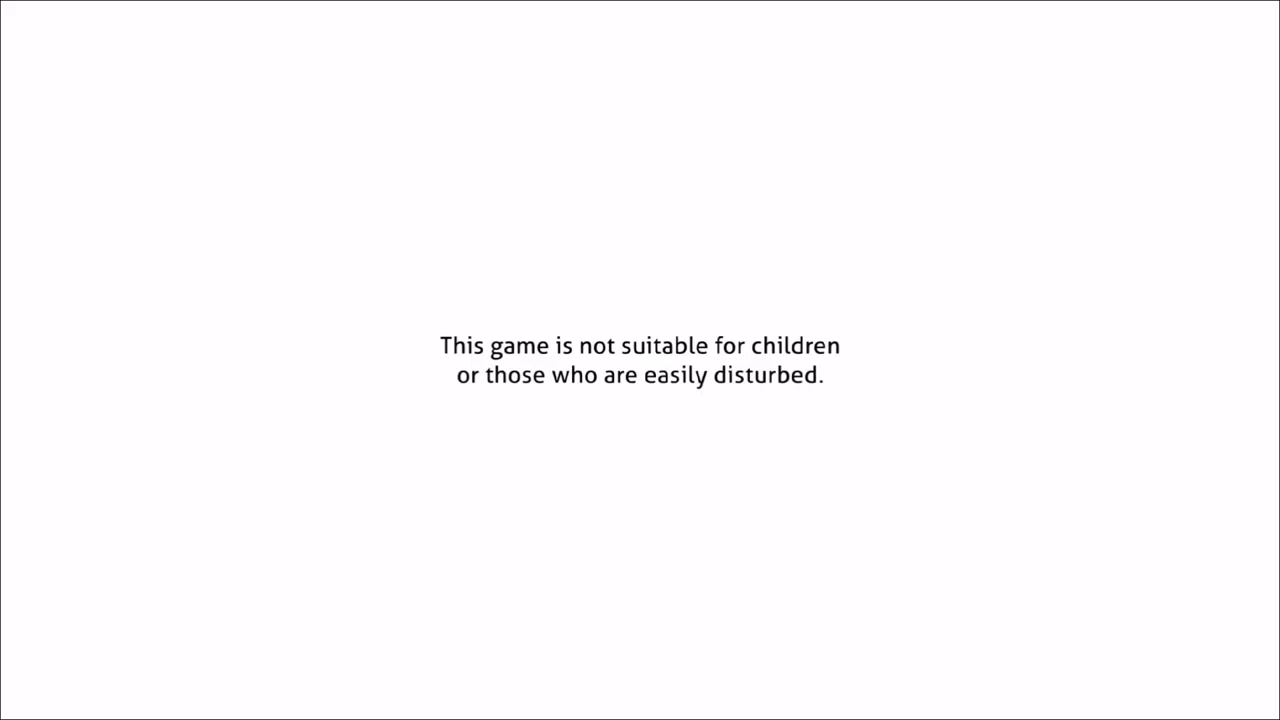 This game is not suitable for children
or those who are easily disturbed.